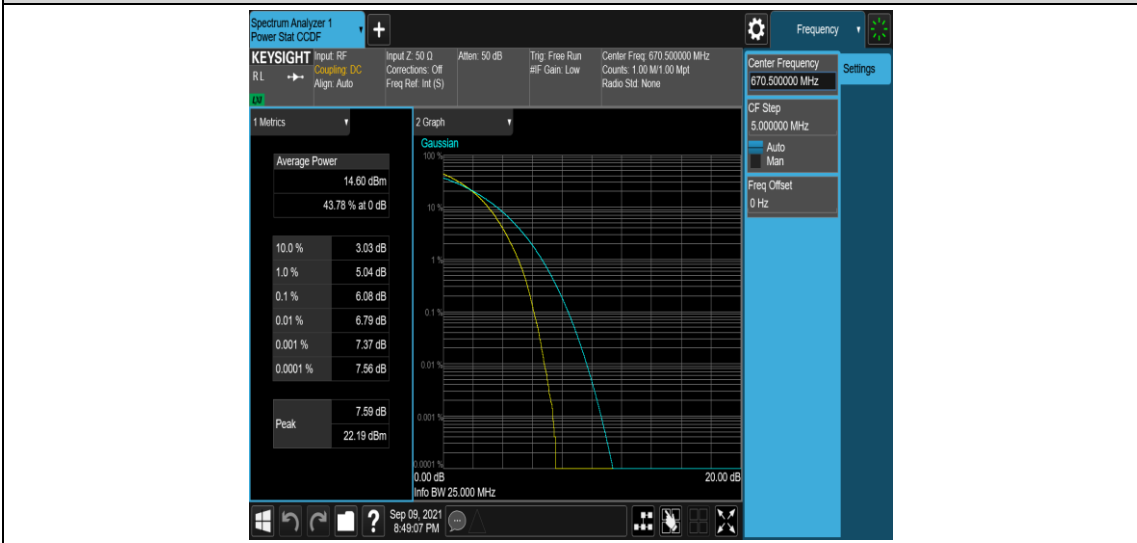 Spectrum Analyzer 1
Power Stat CCDF
+
Frequency
KEYSIGHT
Input: RF
Coupling: DC
Align: Auto
Input Z: 50 Ω
Corrections: Off
Freq Ref: Int (S)
Atten: 50 dB
Trig: Free Run
#IF Gain: Low
Center Freq: 670.500000 MHz
Counts: 1.00 M/1.00 Mpt
Radio Std: None
RL
LXI
Center Frequency
670.500000 MHz
Settings
CF Step
5.000000 MHz
Auto
Man
Freq Offset
0 Hz
1 Metrics
Average Power
14.60 dBm
43.78 % at 0 dB
10.0 % 3.03 dB
1.0 % 5.04 dB
0.1 % 6.08 dB
0.01 % 6.79 dB
0.001 % 7.37 dB
0.0001 % 7.56 dB
Peak
7.59 dB
22.19 dBm
2 Graph
Gaussian
100 %
10 %
1 %
0.1 %
0.01 %
0.001 %
0.0001 %
0.00 dB 20.00 dB
Info BW 25.000 MHz
?
Sep 09, 2021
8:49:07 PM